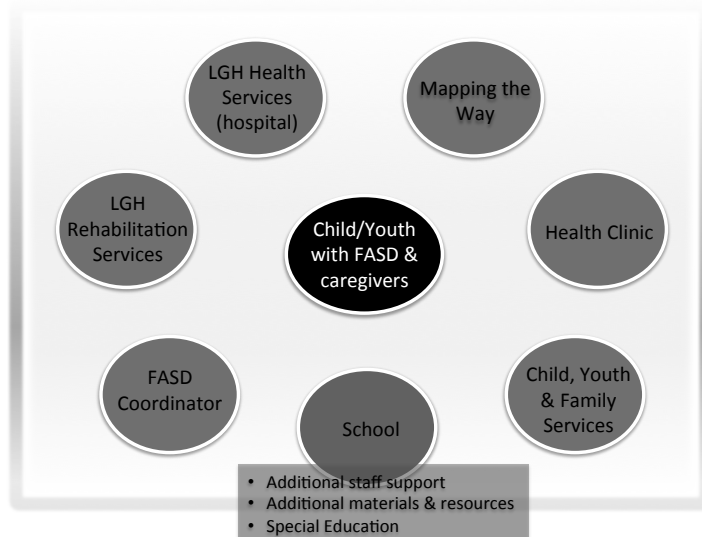 LGH Health
Services
(hospital)
Mapping the
Way
LGH
Rehabilitation
Services
Child/Youth
with FASD &
caregivers
Health Clinic
FASD
Coordinator
School
Child, Youth
& Family
Services
• Additional staff support
• Additional materials & resources
• Special Education